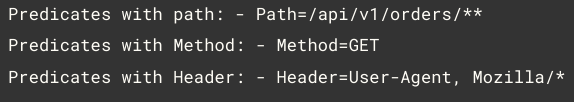 Predicates with path: - Path=/api/v1/orders/**
Predicates with Method: - Method=GET
Predicates with Header: - Header=User-Agent, Mozilla/*